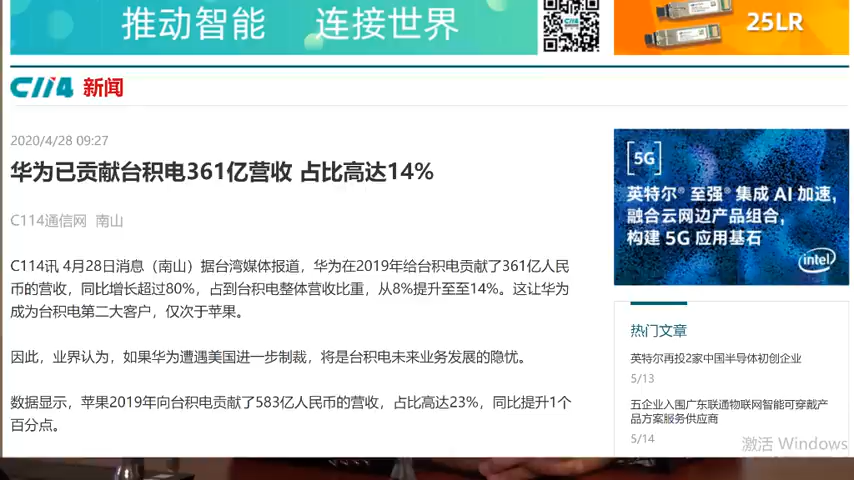 推动智能 连接世界
C114
25LR
C114 新闻
2020/4/28 09:27
华为已贡献台积电361亿营收 占比高达14%
C114通信网 南山
C114讯 4月28日消息（南山）据台湾媒体报道，华为在2019年给台积电贡献了361亿人民
币的营收，同比增长超过80%，占到台积电整体营收比重，从8%提升至至14%。这让华为
成为台积电第二大客户，仅次于苹果。
因此，业界认为，如果华为遭遇美国进一步制裁，将是台积电未来业务发展的隐忧。
数据显示，苹果2019年向台积电贡献了583亿人民币的营收，占比高达23%，同比提升1个
百分点。
5G
英特尔® 至强® 集成 AI 加速，
融合云网边产品组合，
构建 5G 应用基石
intel
热门文章
英特尔再投2家中国半导体初创企业
5/13
五企业入围广东联通物联网智能可穿戴产
品方案服务供应商
5/14
激活 Windows